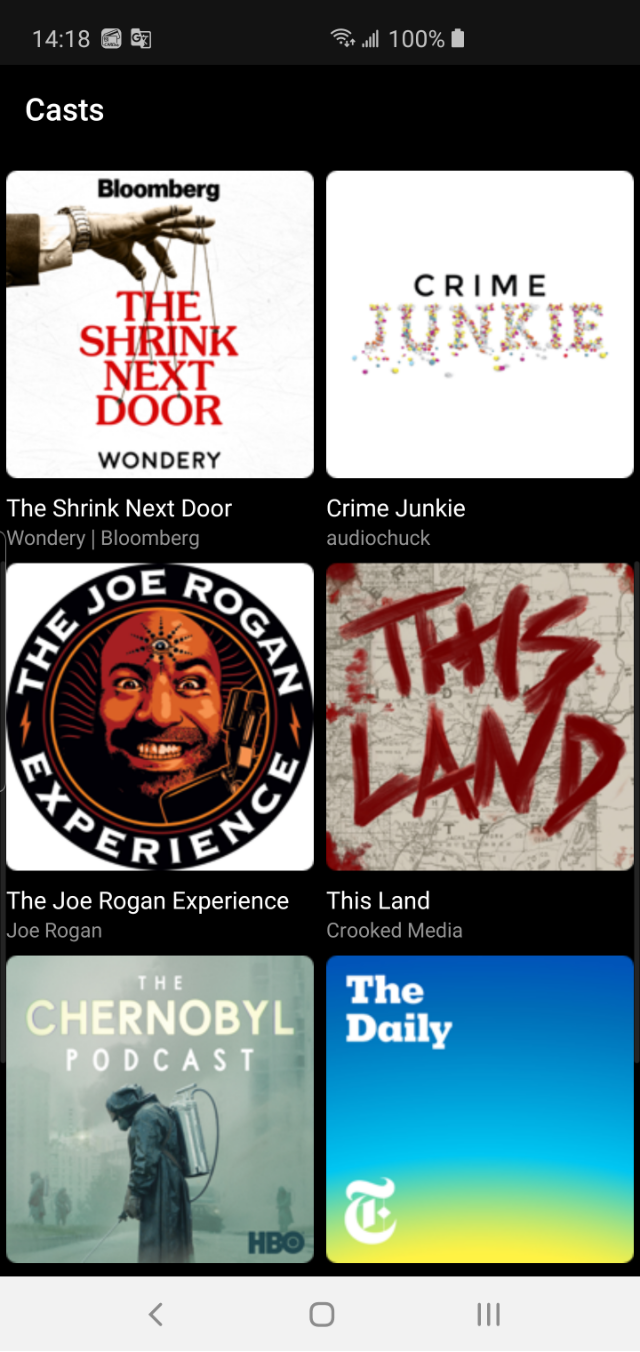 14:18
100%
Casts
Bloomberg
THE
SHRINK
NEXT
DOOR
WONDERY
CRIME
JUNKIE
The Shrink Next Door
Wondery | Bloomberg
Crime Junkie
audiochuck
THE JOE ROGAN
EXPERIENCE
THIS
LAND
The Joe Rogan Experience
Joe Rogan
This Land
Crooked Media
THE
CHERNOBYL
PODCAST
HBO
The
Daily
T